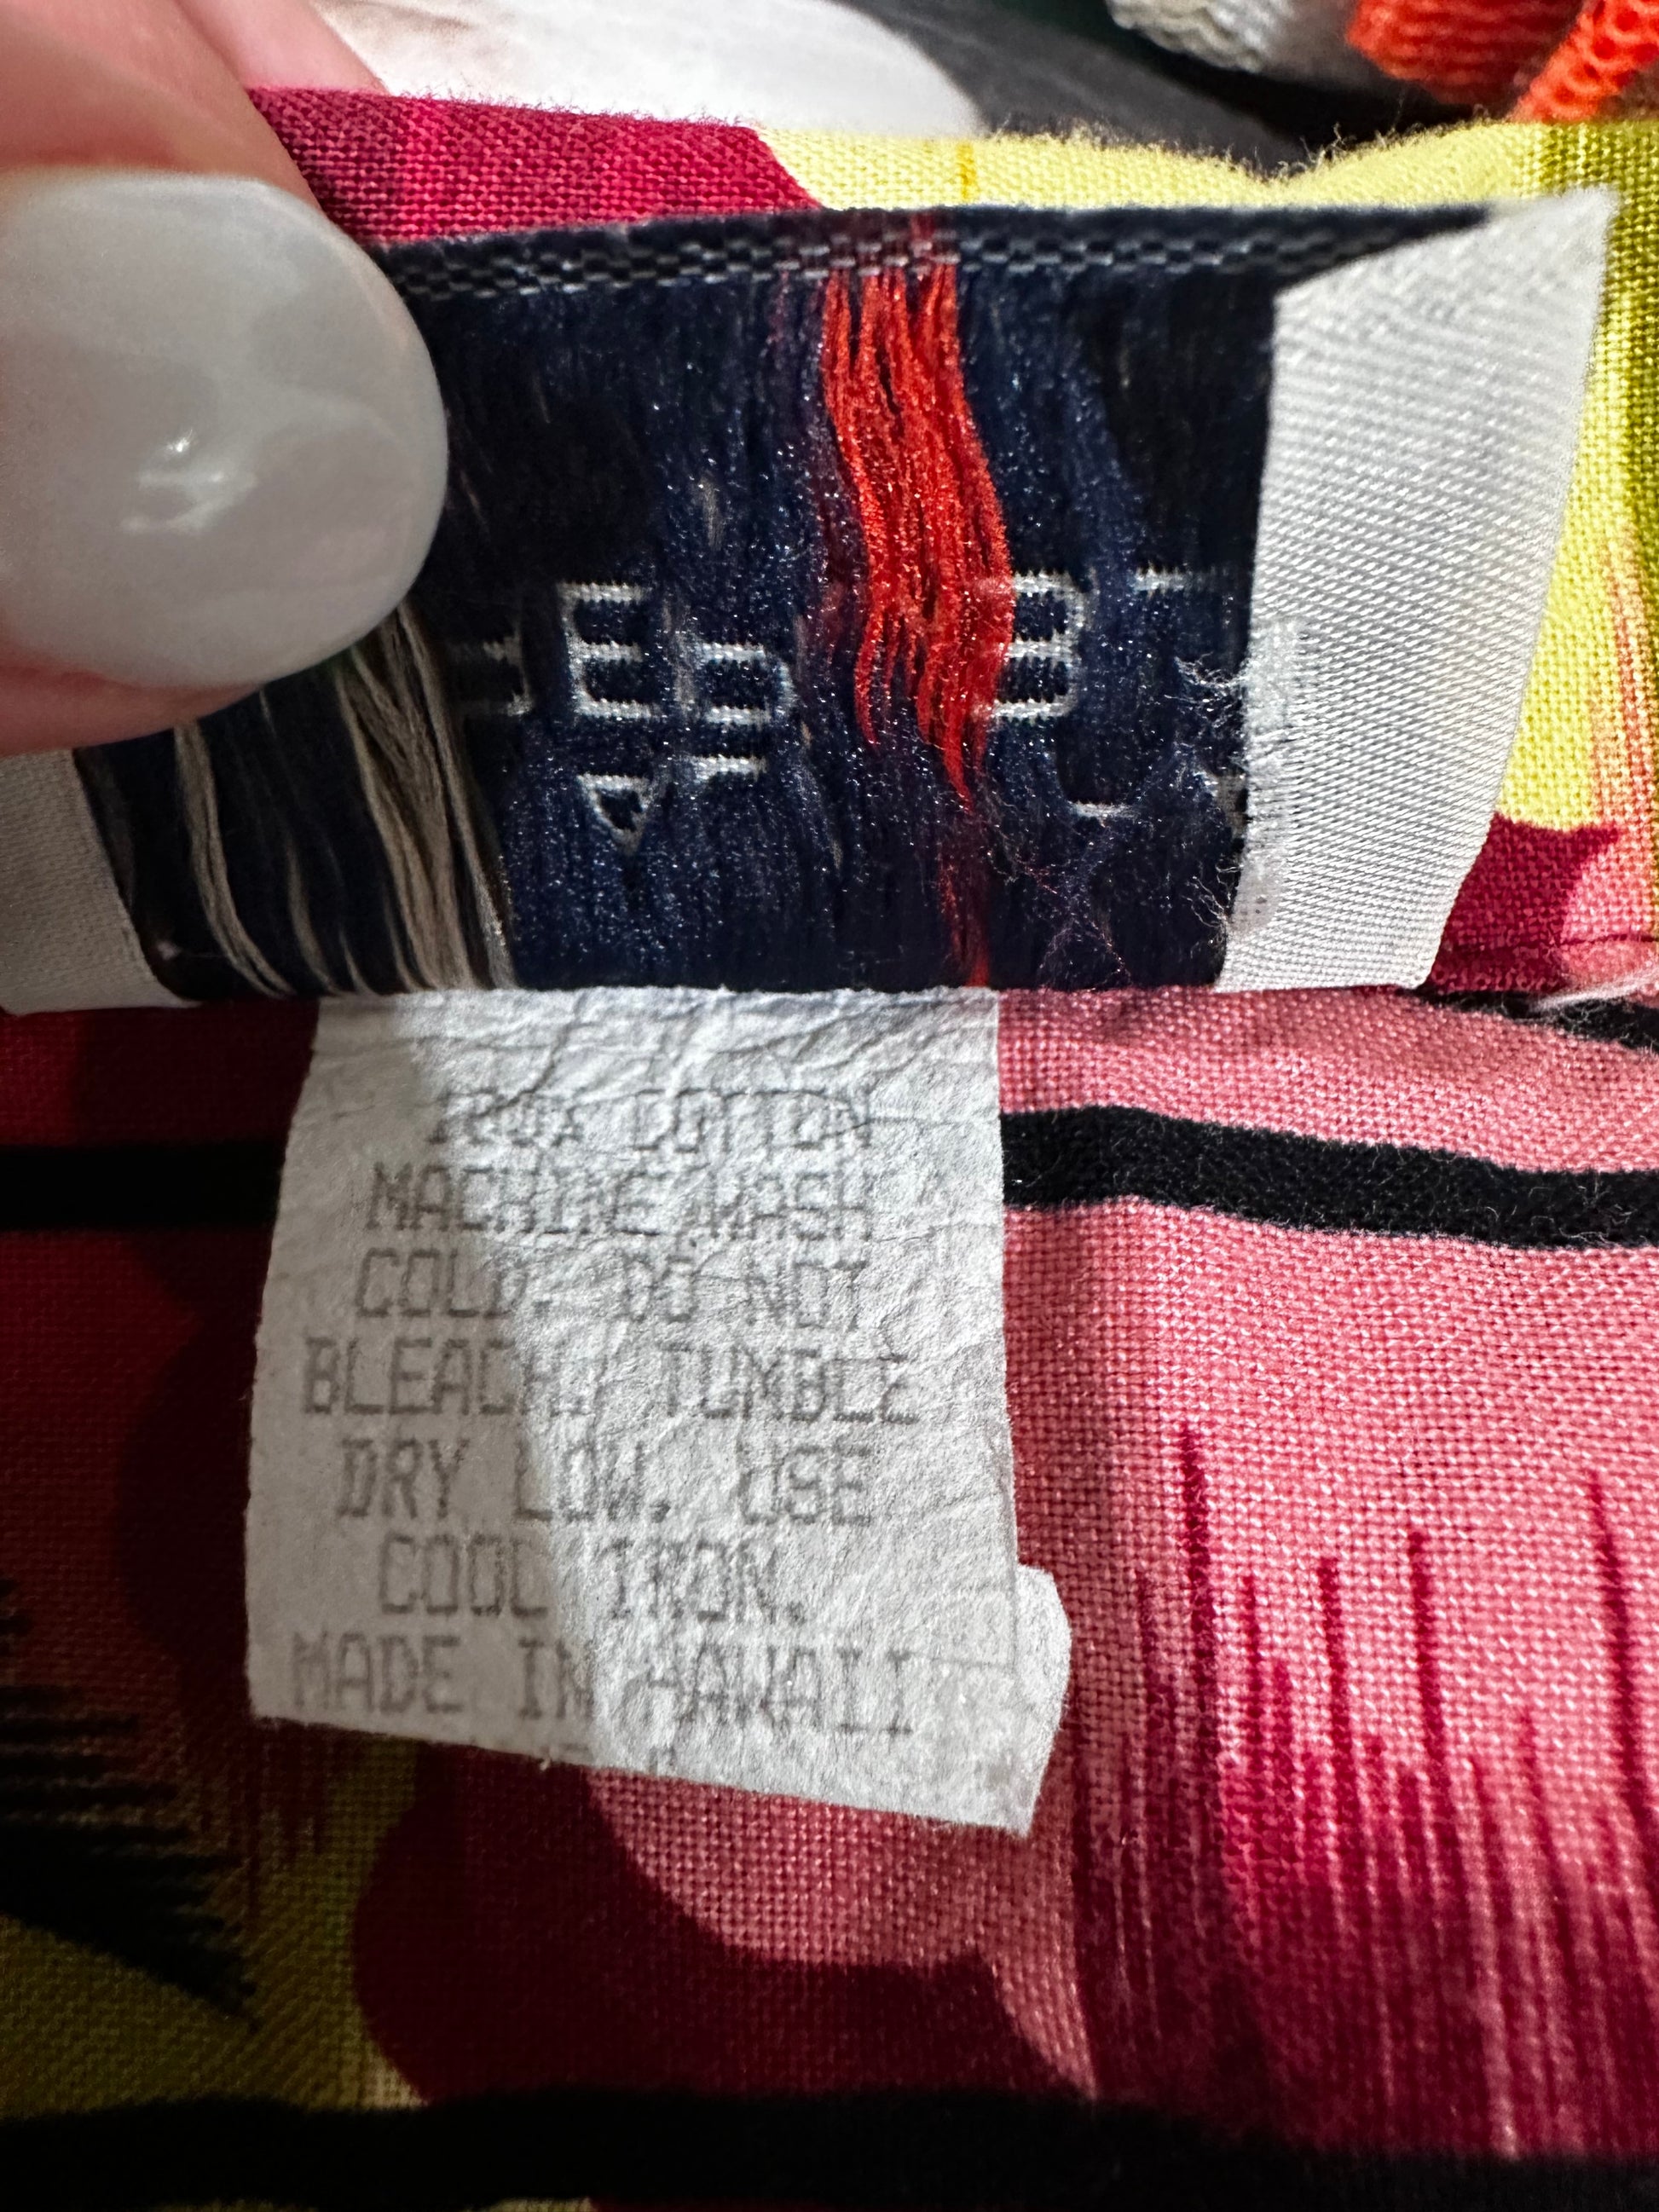 100% COTTON
MACHINE WASH
COLD. DO NOT
BLEACH. TUMBLE
DRY LOW. USE
COOL IRON.
MADE IN HAWAII